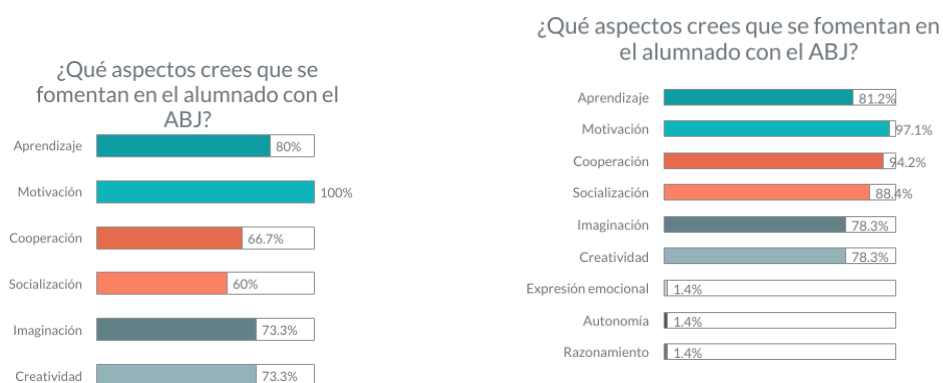 ¿Qué aspectos crees que se
fomentan en el alumnado con el
ABJ?
Aprendizaje 80%
Motivación 100%
Cooperación 66.7%
Socialización 60%
Imaginación 73.3%
Creatividad 73.3%
¿Qué aspectos crees que se fomentan en
el alumnado con el ABJ?
Aprendizaje 81.2%
Motivación 97.1%
Cooperación 94.2%
Socialización 88.4%
Imaginación 78.3%
Creatividad 78.3%
Expresión emocional 1.4%
Autonomía 1.4%
Razonamiento 1.4%